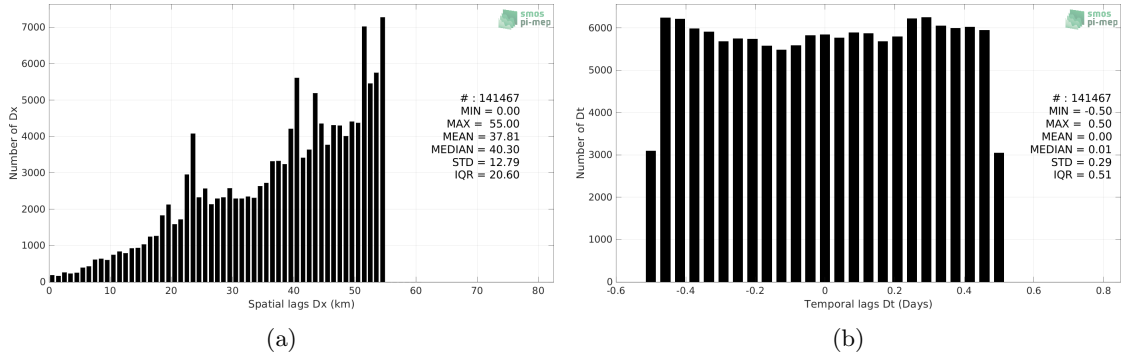 7000
6000
5000
4000
3000
2000
1000
0
Number of Dx
0 10 20 30 40 50 60 70 80
Spatial lags Dx (km)
smos
pi-mep
# : 141467
MIN = 0.00
MAX = 55.00
MEAN = 37.81
MEDIAN = 40.30
STD = 12.79
IQR = 20.60
(a)
6000
5000
4000
3000
2000
1000
0
Number of Dt
-0.6 -0.4 -0.2 0 0.2 0.4 0.6 0.8
Temporal lags Dt (Days)
smos
pi-mep
# : 141467
MIN = -0.50
MAX = 0.50
MEAN = 0.00
MEDIAN = 0.01
STD = 0.29
IQR = 0.51
(b)